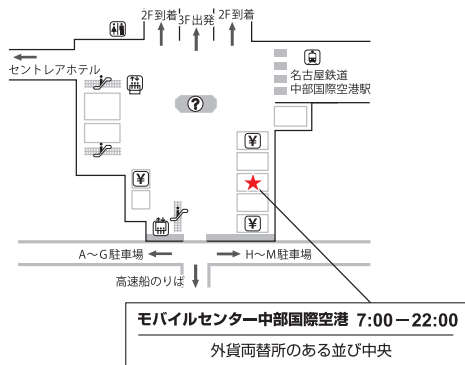 2F到着 3F出発 2F到着
セントレアホテル
名古屋鉄道
中部国際空港駅
?
¥
¥
¥
A〜G駐車場
H〜M駐車場
高速船のりば
モバイルセンター中部国際空港 7:00−22:00
外貨両替所のある並び中央